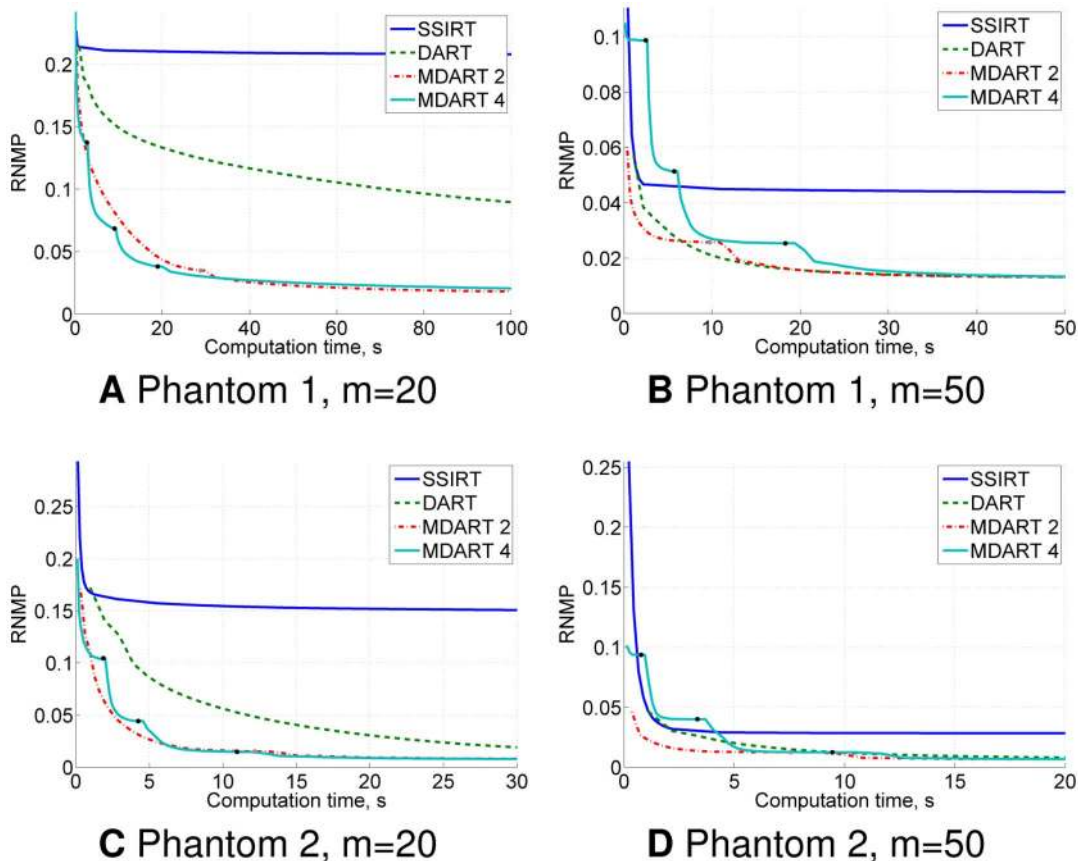 SSIRT
DART
MDART 2
MDART 4
0.2
0.15
0.1
0.05
0
RNMP
0 20 40 60 80 100
Computation time, s
A Phantom 1, m=20
SSIRT
DART
MDART 2
MDART 4
0.1
0.08
0.06
0.04
0.02
0
RNMP
0 10 20 30 40 50
Computation time, s
B Phantom 1, m=50
SSIRT
DART
MDART 2
MDART 4
0.25
0.2
0.15
0.1
0.05
0
RNMP
0 5 10 15 20 25 30
Computation time, s
C Phantom 2, m=20
SSIRT
DART
MDART 2
MDART 4
0.25
0.2
0.15
0.1
0.05
0
RNMP
0 5 10 15 20
Computation time, s
D Phantom 2, m=50